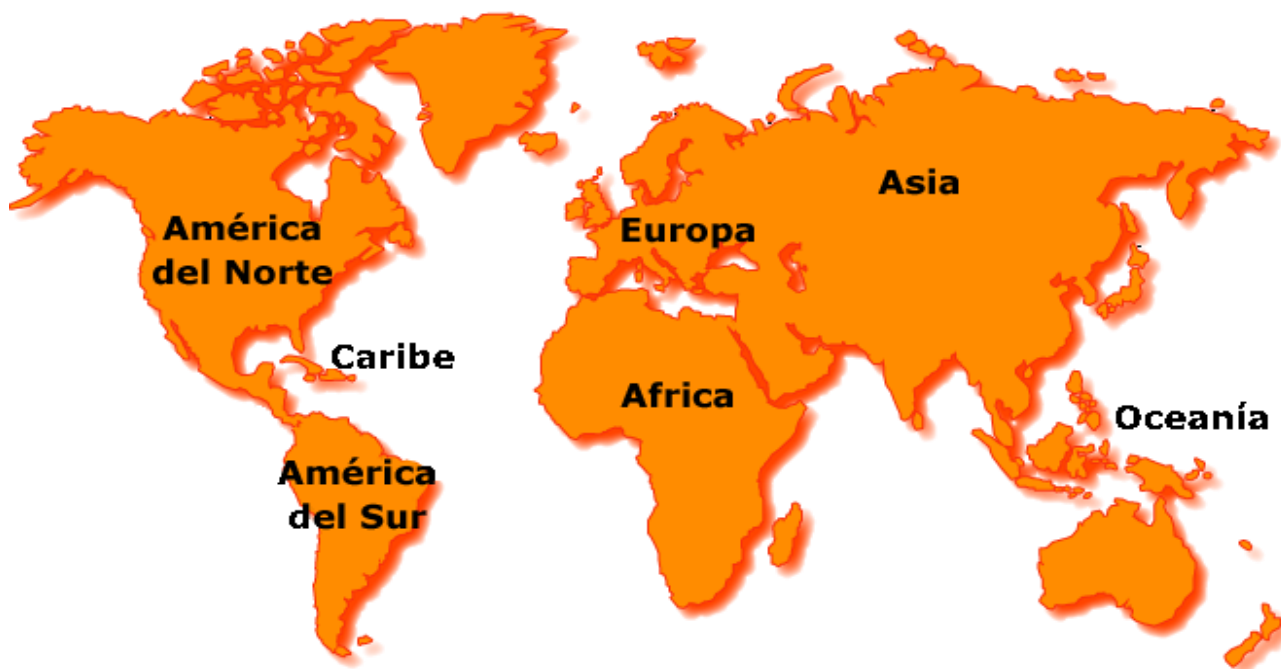 Asia
América
del Norte
Europa
Caribe
Africa
Oceanía
América
del Sur